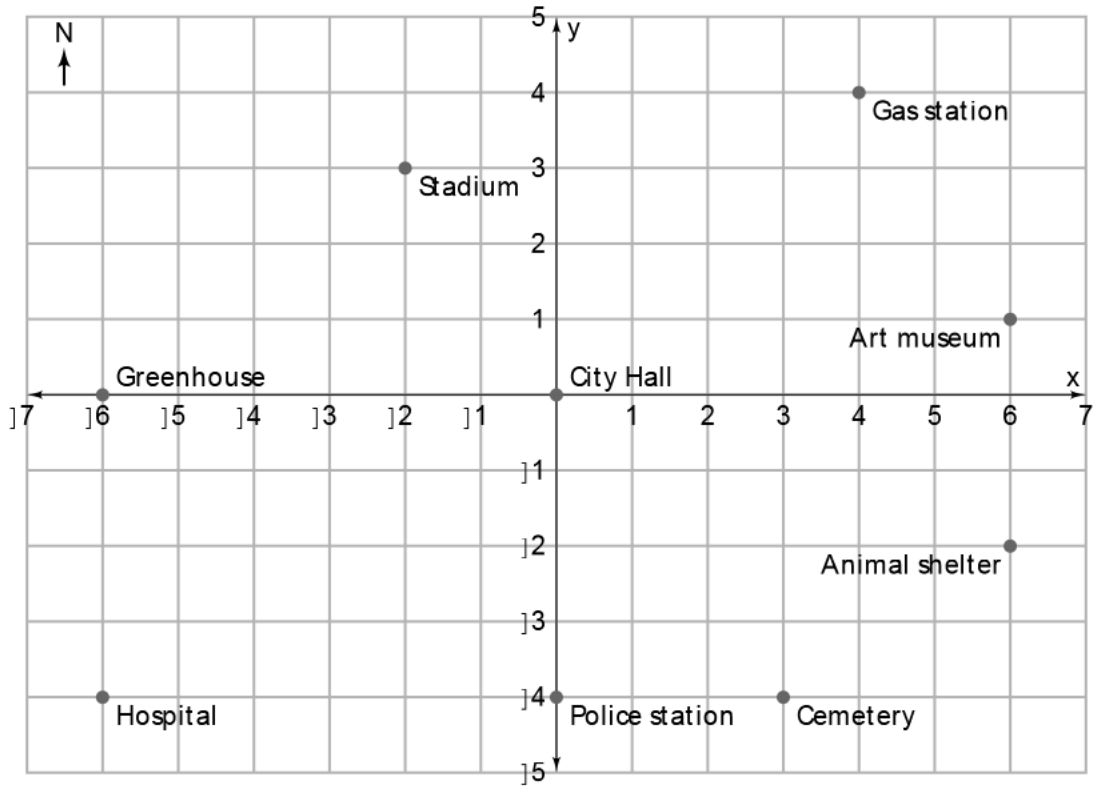 5 y
N
4
Gas station
3
Stadium
2
1
Art museum
Greenhouse City Hall x
]7 ]6 ]5 ]4 ]3 ]2 ]1 1 2 3 4 5 6 7
]1
]2
Animal shelter
]3
]4
Hospital Police station Cemetery
]5